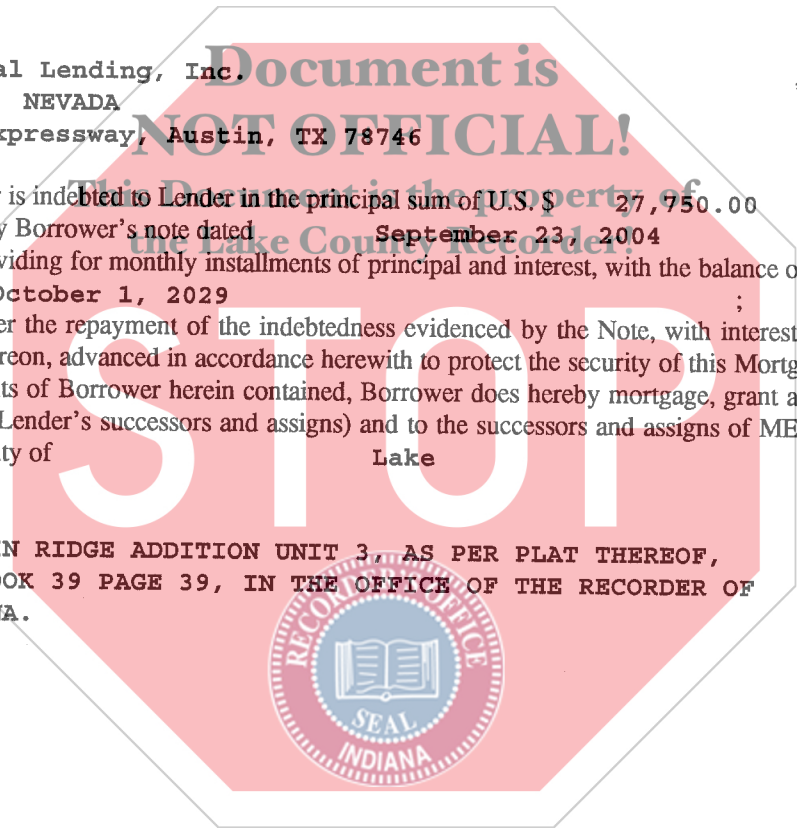 al Lending, Inc.
Document is
NEVADA
xpressway, Austin, TX 78746
NOT OFFICIAL!
This Document is the property of
r is indebted to Lender in the principal sum of U.S. $ 27,750.00
y Borrower's note dated September 23, 2004
the Lake County Recorder!
viding for monthly installments of principal and interest, with the balance o
October 1, 2029 ;
er the repayment of the indebtedness evidenced by the Note, with interest
reon, advanced in accordance herewith to protect the security of this Mortg
ts of Borrower herein contained, Borrower does hereby mortgage, grant a
Lender's successors and assigns) and to the successors and assigns of ME
ty of Lake
STOP
IN RIDGE ADDITION UNIT 3, AS PER PLAT THEREOF,
OOK 39 PAGE 39, IN THE OFFICE OF THE RECORDER OF
NA.
RECORDER'S OFFICE
SEAL
INDIANA